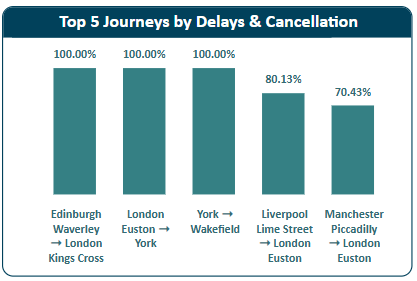 Top 5 Journeys by Delays & Cancellation
100.00%
100.00%
100.00%
80.13%
70.43%
Edinburgh
Waverley
→ London
Kings Cross
London
Euston →
York
York →
Wakefield
Liverpool
Lime Street
→ London
Euston
Manchester
Piccadilly
→ London
Euston